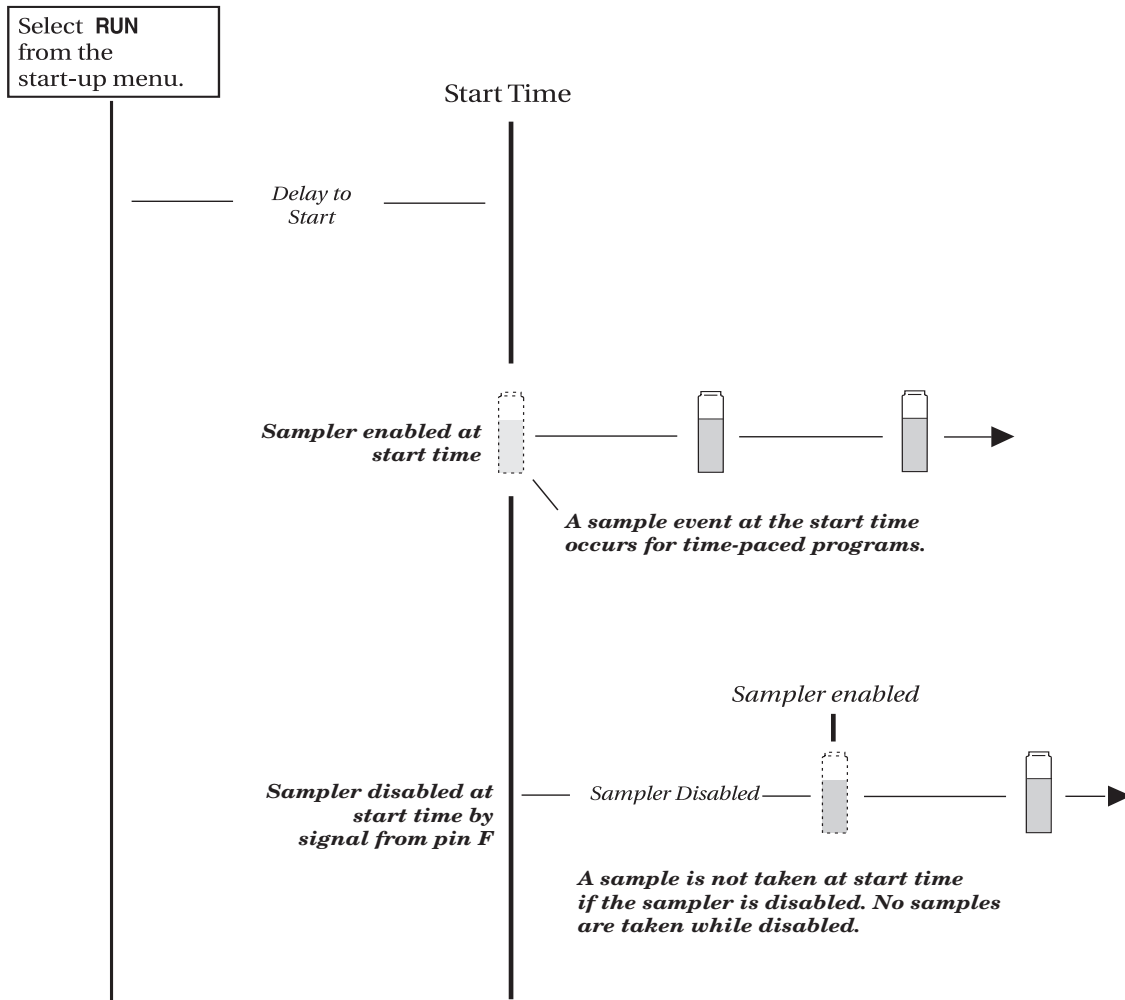 Select RUN
from the
start-up menu.
Start Time
Delay to
Start
Sampler enabled at
start time
A sample event at the start time
occurs for time-paced programs.
Sampler enabled
Sampler disabled at
start time by
signal from pin F
Sampler Disabled
A sample is not taken at start time
if the sampler is disabled. No samples
are taken while disabled.